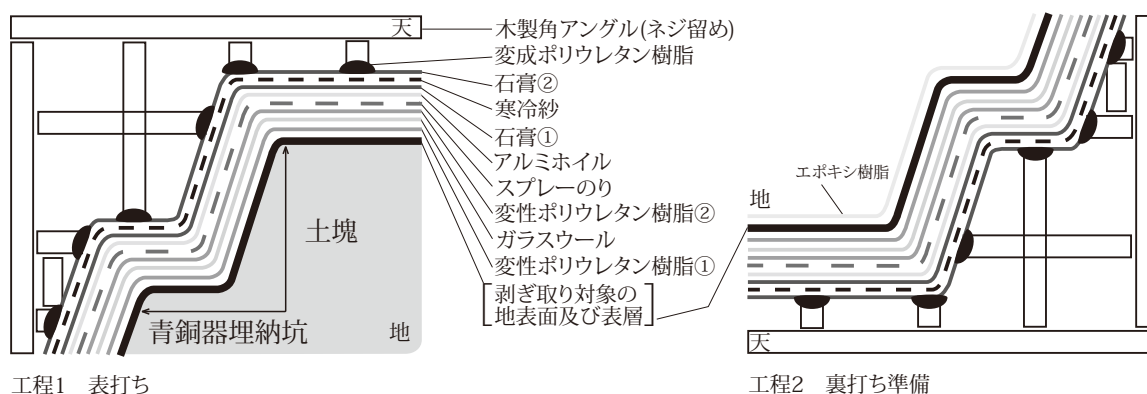 天
木製角アングル(ネジ留め)
変成ポリウレタン樹脂
石膏②
寒冷紗
石膏①
アルミホイル
スプレーのり
変性ポリウレタン樹脂②
ガラスウール
変性ポリウレタン樹脂①
剥ぎ取り対象の
地表面及び表層
土塊
青銅器埋納坑
地
エポキシ樹脂
地
天
工程1 表打ち
工程2 裏打ち準備